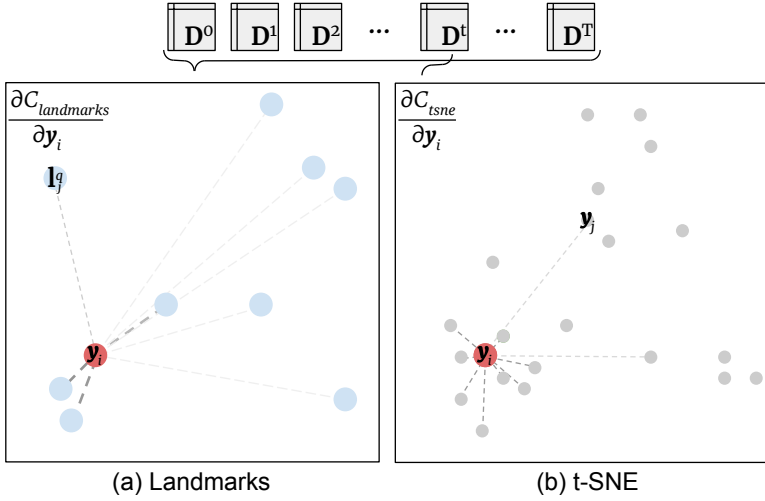 D⁰ D¹ D² ... Dᵗ ... Dᵀ
∂C_landmarks
∂y_i
l_j^q
y_i
(a) Landmarks
∂C_tsne
∂y_i
y_j
y_i
(b) t-SNE